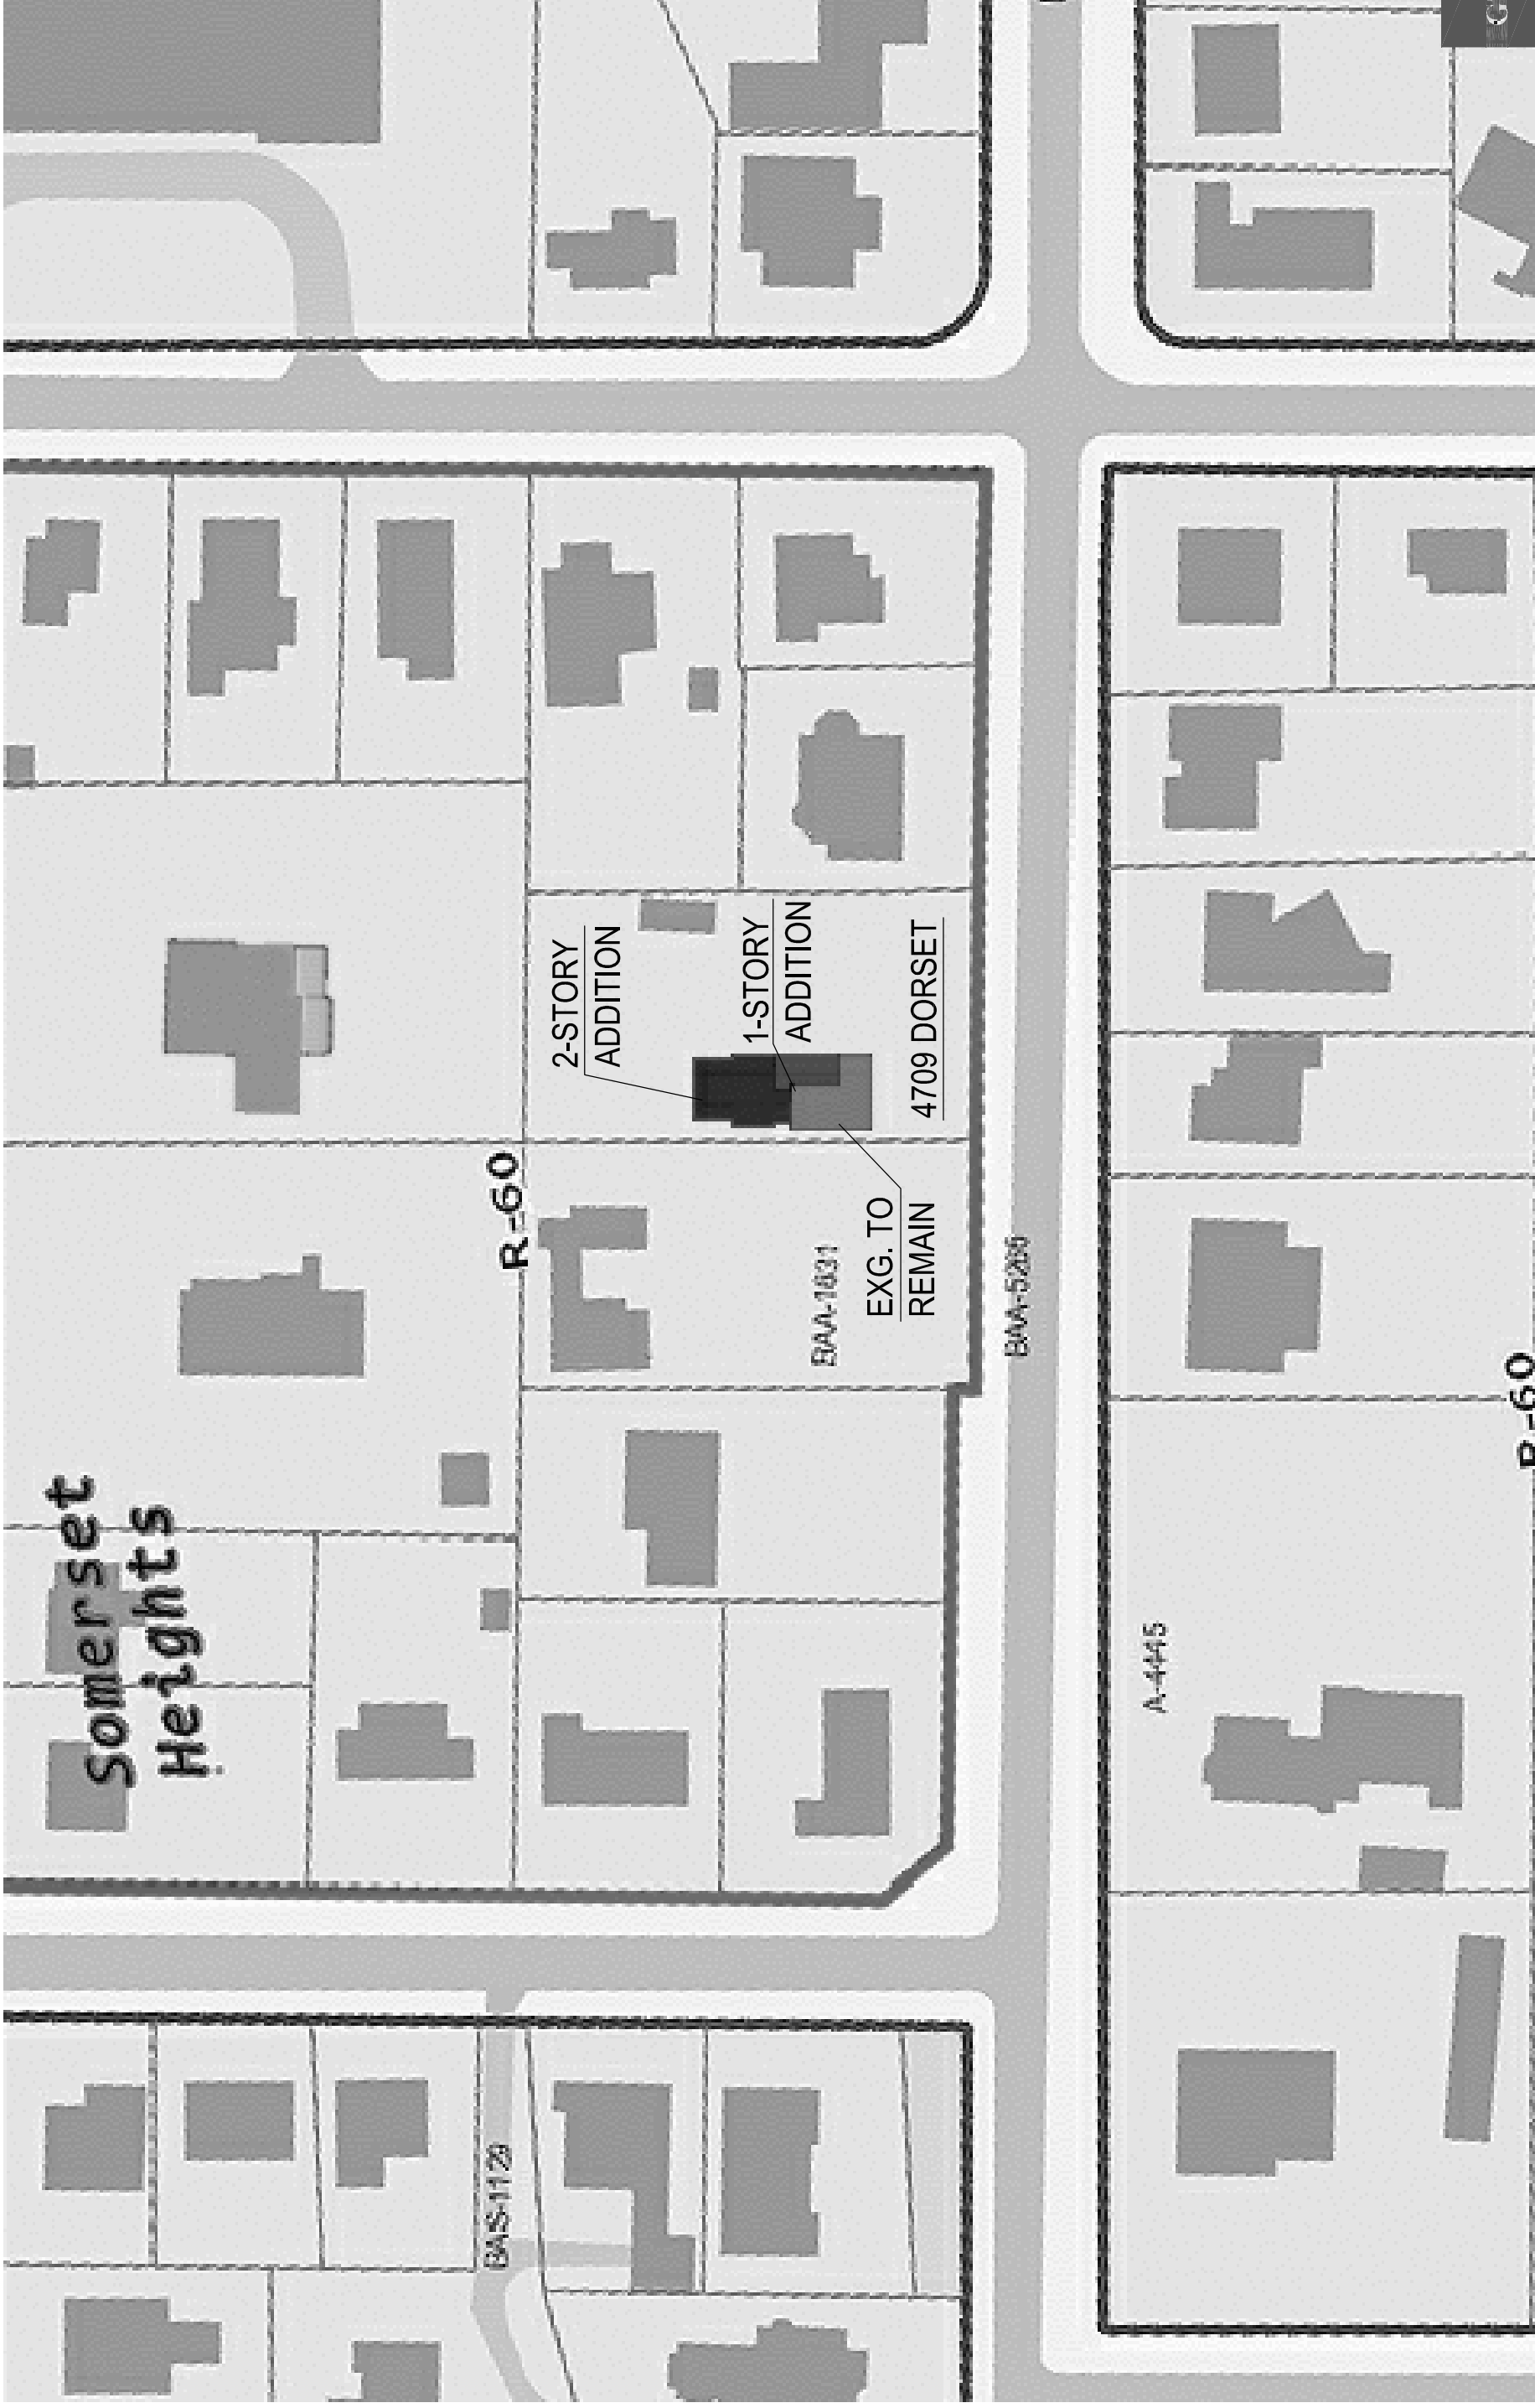 Somerset
Heights
R-60
2-STORY
ADDITION
1-STORY
ADDITION
4709 DORSET
EXG. TO
REMAIN
BAA-1831
BAA-5266
BAS-1129
A-4445
R-60